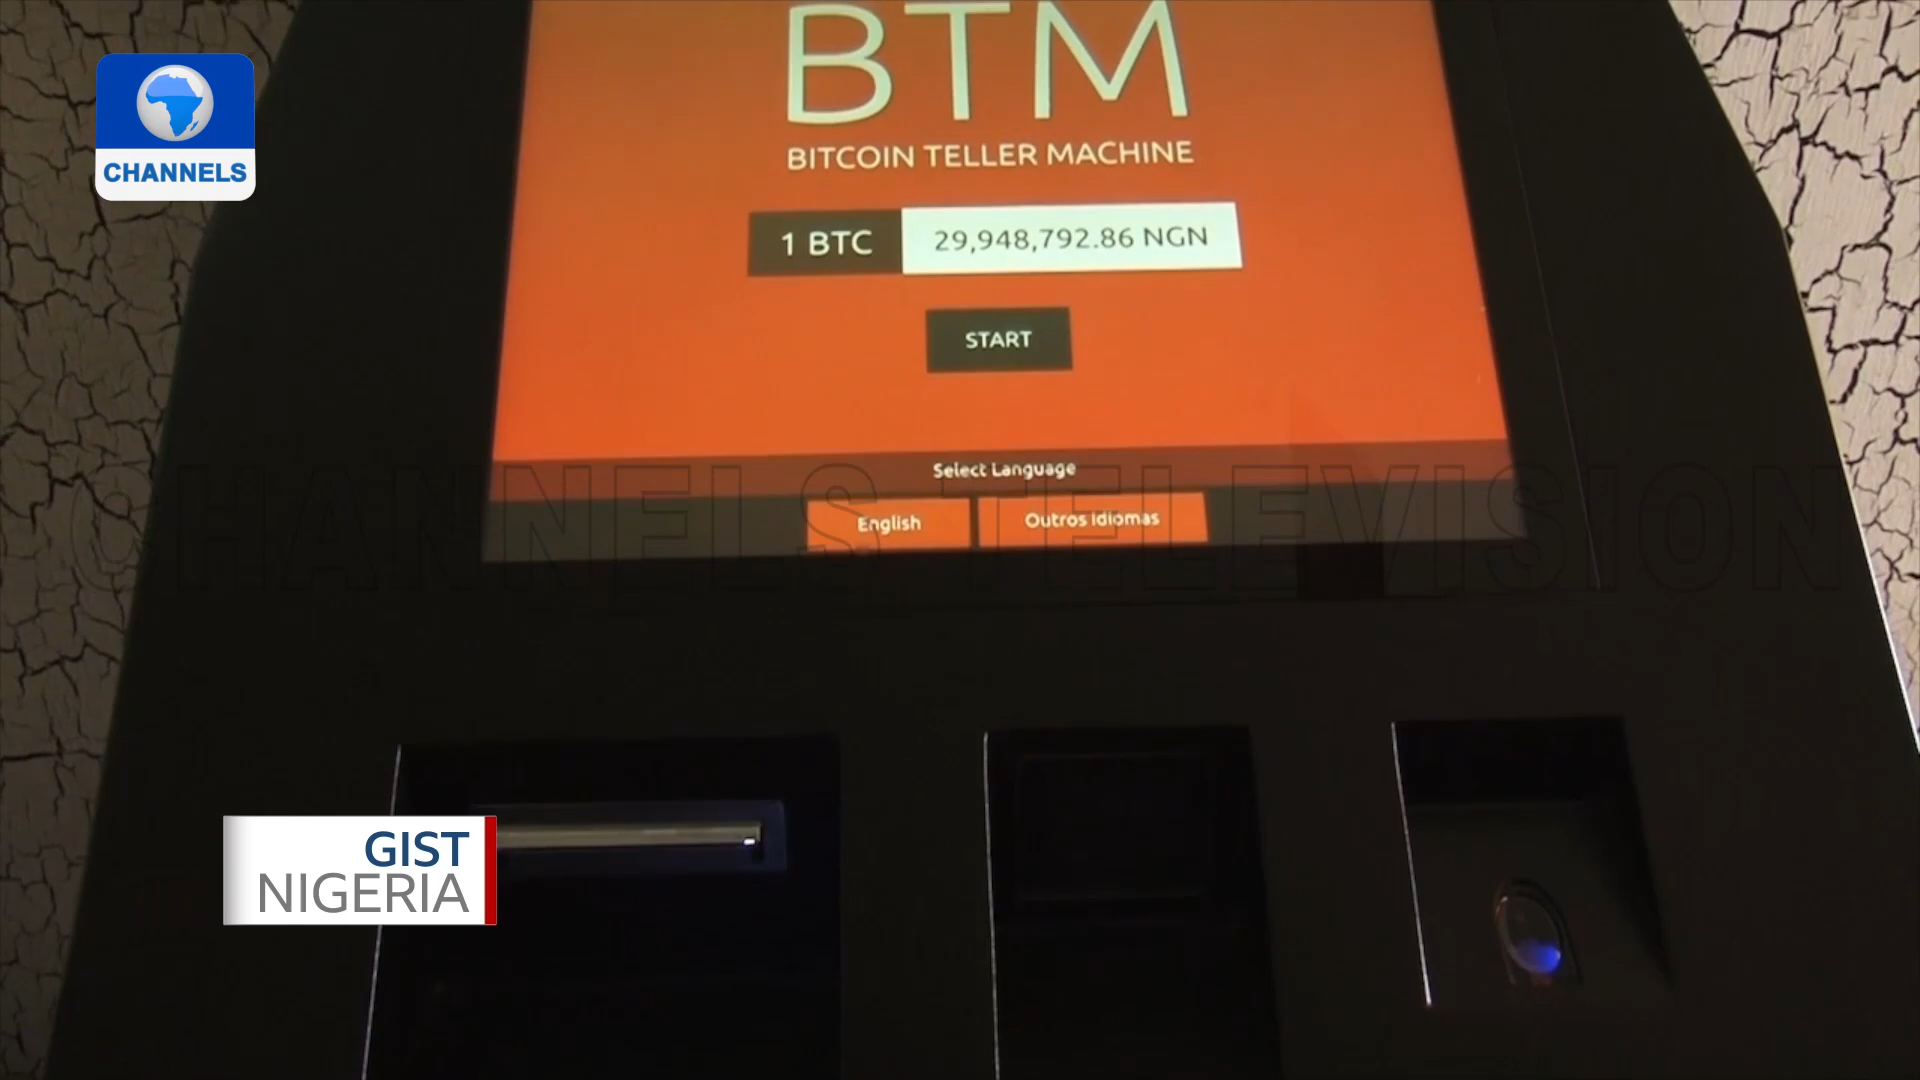 BTM
BITCOIN TELLER MACHINE
1 BTC 29,948,792.86 NGN
START
Select Language
English Outros Idiomas
CHANNELS
CHANNELS TELEVISION
GIST
NIGERIA